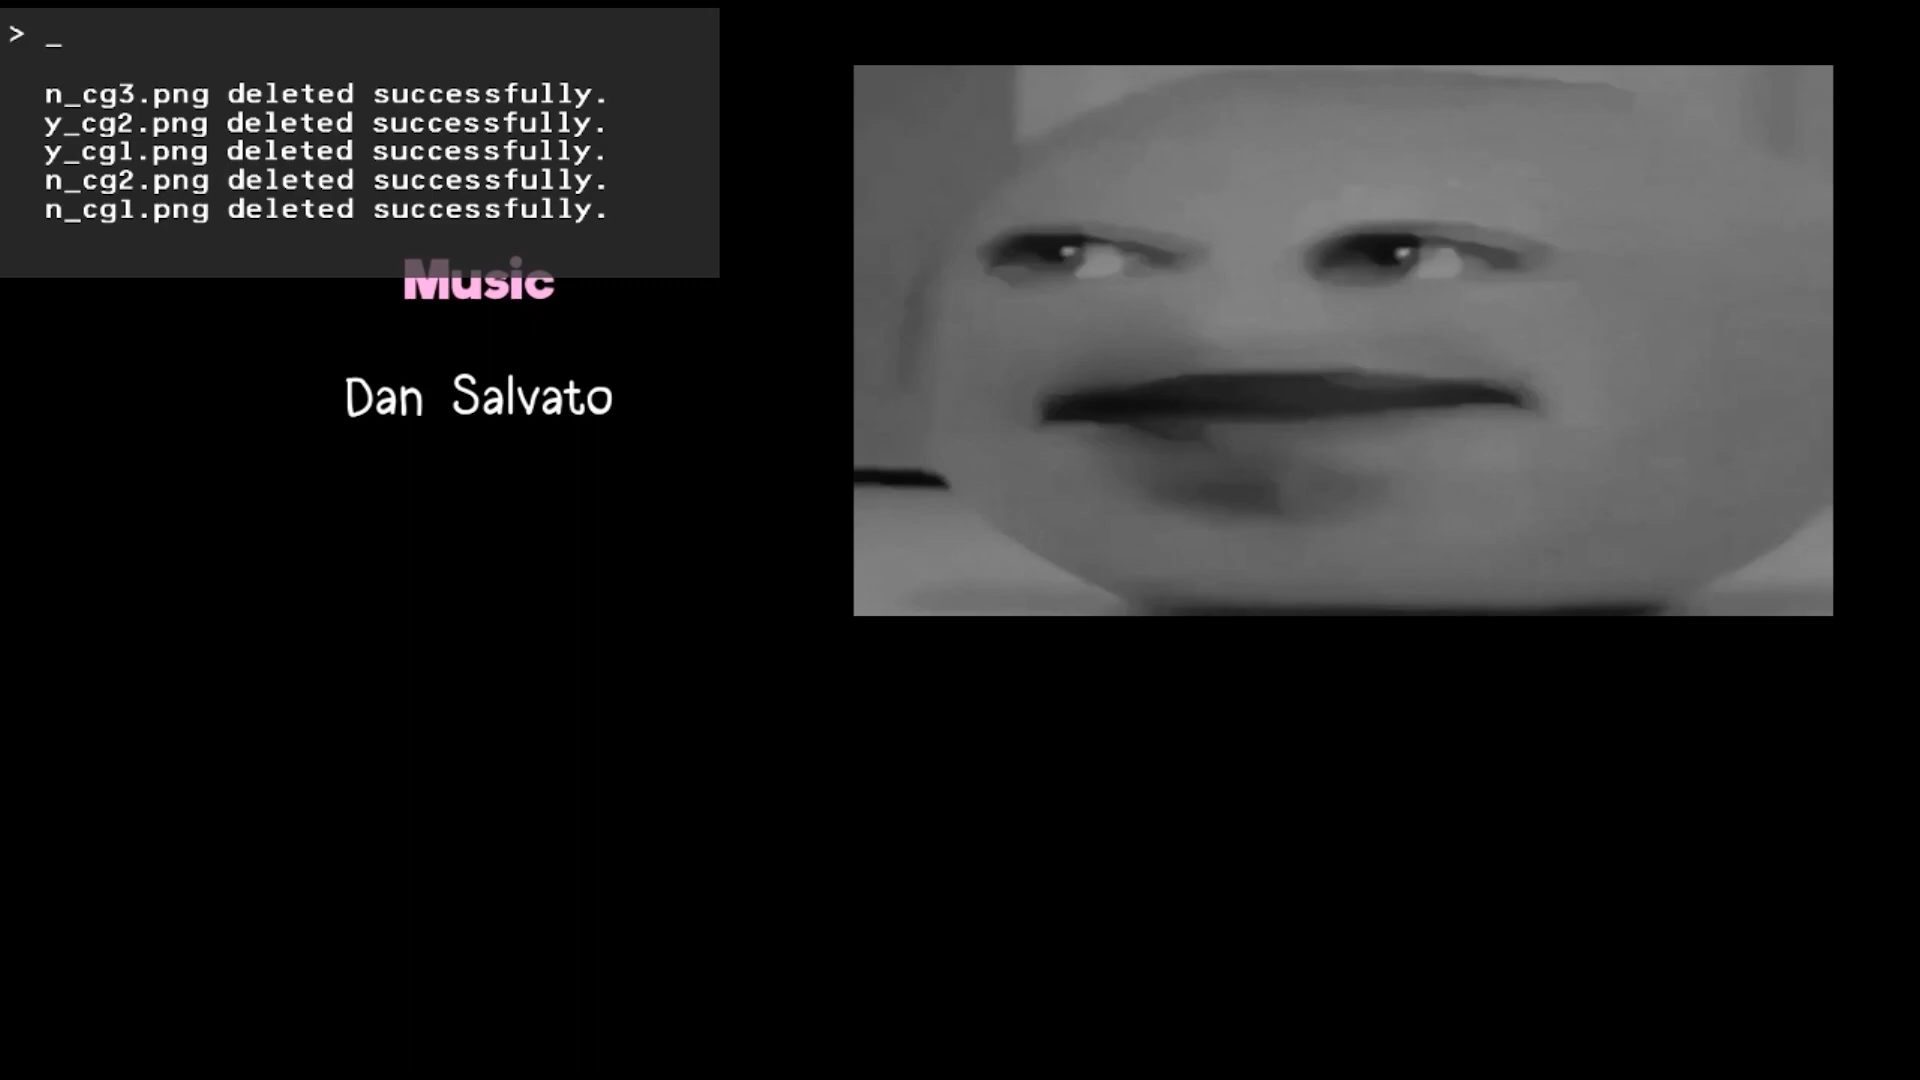 > _
n_cg3.png deleted successfully.
y_cg2.png deleted successfully.
y_cg1.png deleted successfully.
n_cg2.png deleted successfully.
n_cg1.png deleted successfully.
Music
Dan Salvato